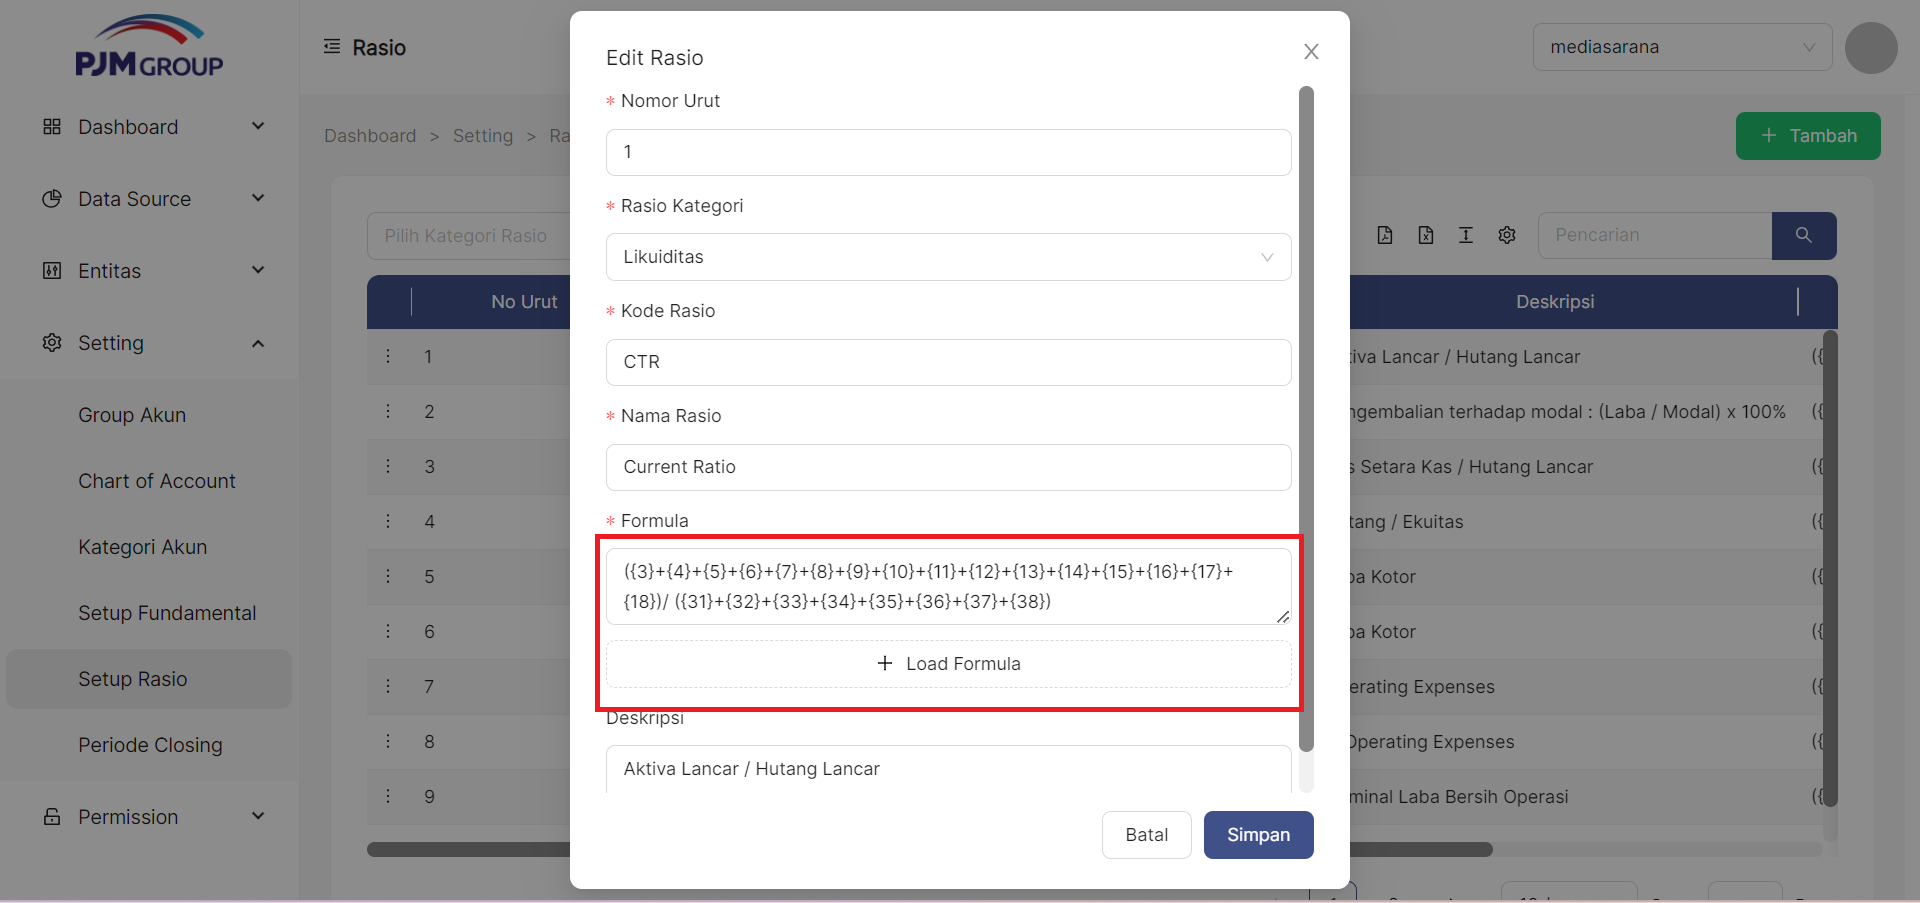 PJM GROUP
Dashboard
Data Source
Entitas
Setting
Group Akun
Chart of Account
Kategori Akun
Setup Fundamental
Setup Rasio
Periode Closing
Permission
Rasio
mediasarana
Dashboard > Setting > Ra
+ Tambah
Pilih Kategori Rasio
Pencarian
No Urut
Deskripsi
1
tiva Lancar / Hutang Lancar ({
2
ngembalian terhadap modal : (Laba / Modal) x 100% ({
3
s Setara Kas / Hutang Lancar ({
4
tang / Ekuitas ({
5
ba Kotor ({
6
ba Kotor ({
7
erating Expenses ({
8
Operating Expenses ({
9
minal Laba Bersih Operasi ({
Edit Rasio
* Nomor Urut
1
* Rasio Kategori
Likuiditas
* Kode Rasio
CTR
* Nama Rasio
Current Ratio
* Formula
({3}+{4}+{5}+{6}+{7}+{8}+{9}+{10}+{11}+{12}+{13}+{14}+{15}+{16}+{17}+
{18})/ ({31}+{32}+{33}+{34}+{35}+{36}+{37}+{38})
+ Load Formula
Deskripsi
Aktiva Lancar / Hutang Lancar
Batal
Simpan